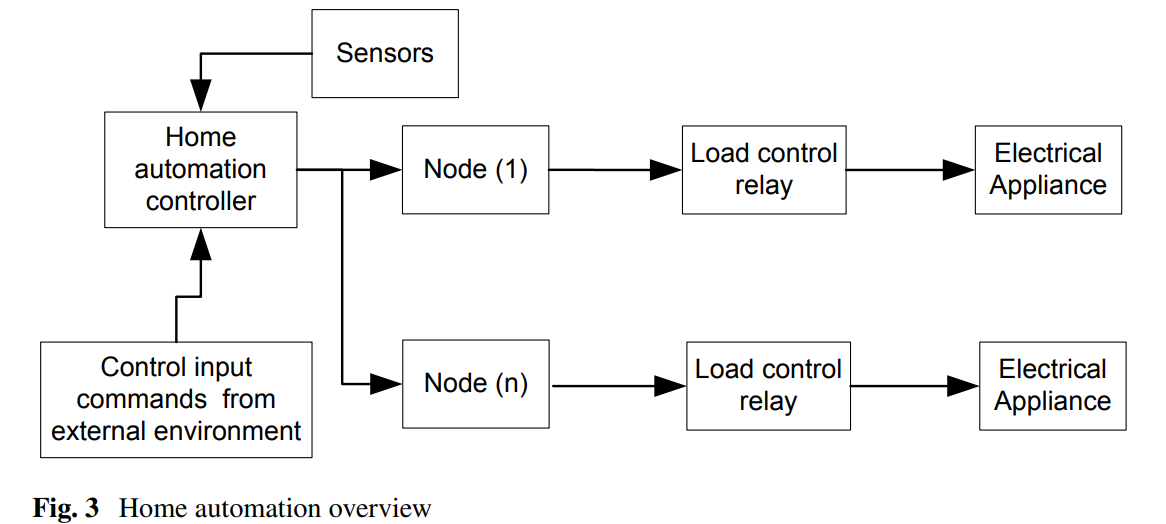 Sensors
Home
automation
controller
Node (1)
Load control
relay
Electrical
Appliance
Control input
commands from
external environment
Node (n)
Load control
relay
Electrical
Appliance
Fig. 3 Home automation overview